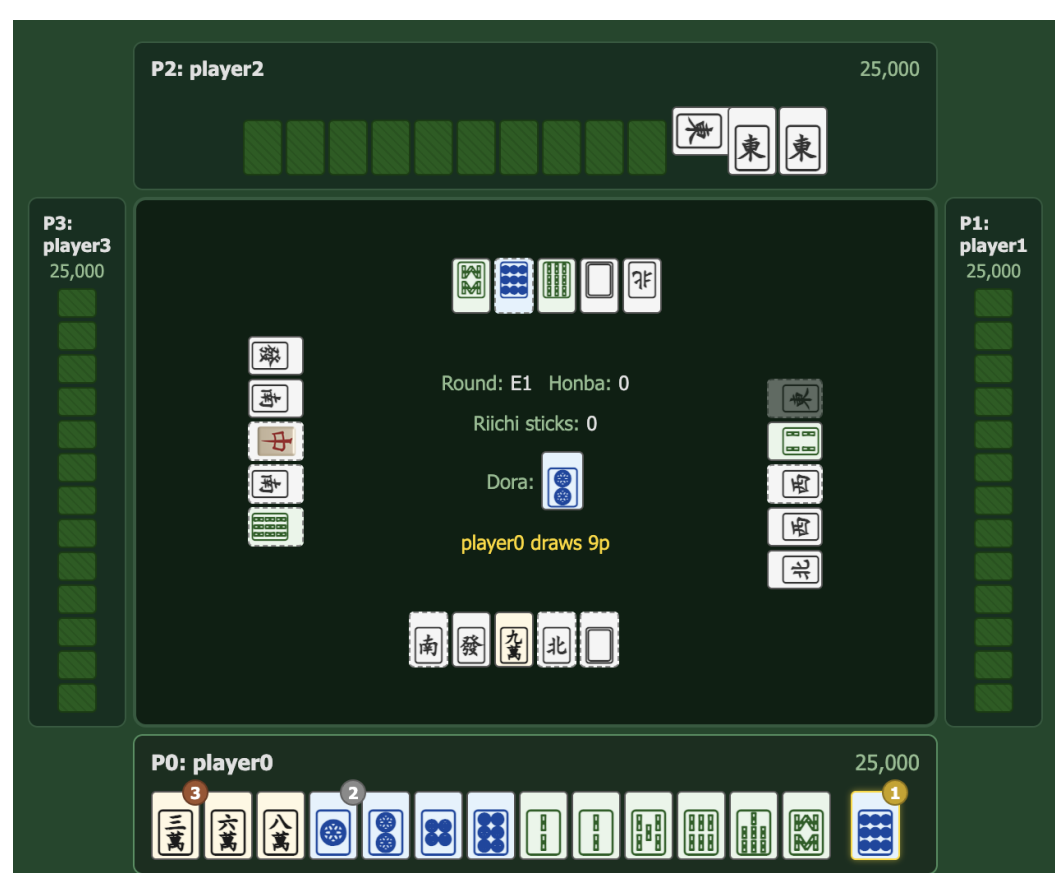 P2: player2
25,000
東 東 東
P3:
player3
25,000
P1:
player1
25,000
北
發
南
中
南
Round: E1 Honba: 0
Riichi sticks: 0
Dora:
player0 draws 9p
東
西
西
北
南 發 九萬 北
P0: player0
25,000
3 2 1
三萬 六萬 八萬